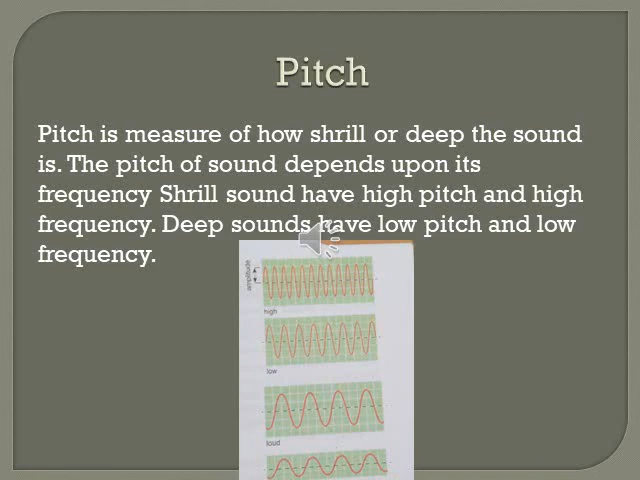 Pitch
Pitch is measure of how shrill or deep the sound
is. The pitch of sound depends upon its
frequency Shrill sound have high pitch and high
frequency. Deep sounds have low pitch and low
frequency.
amplitude
high
low
loud